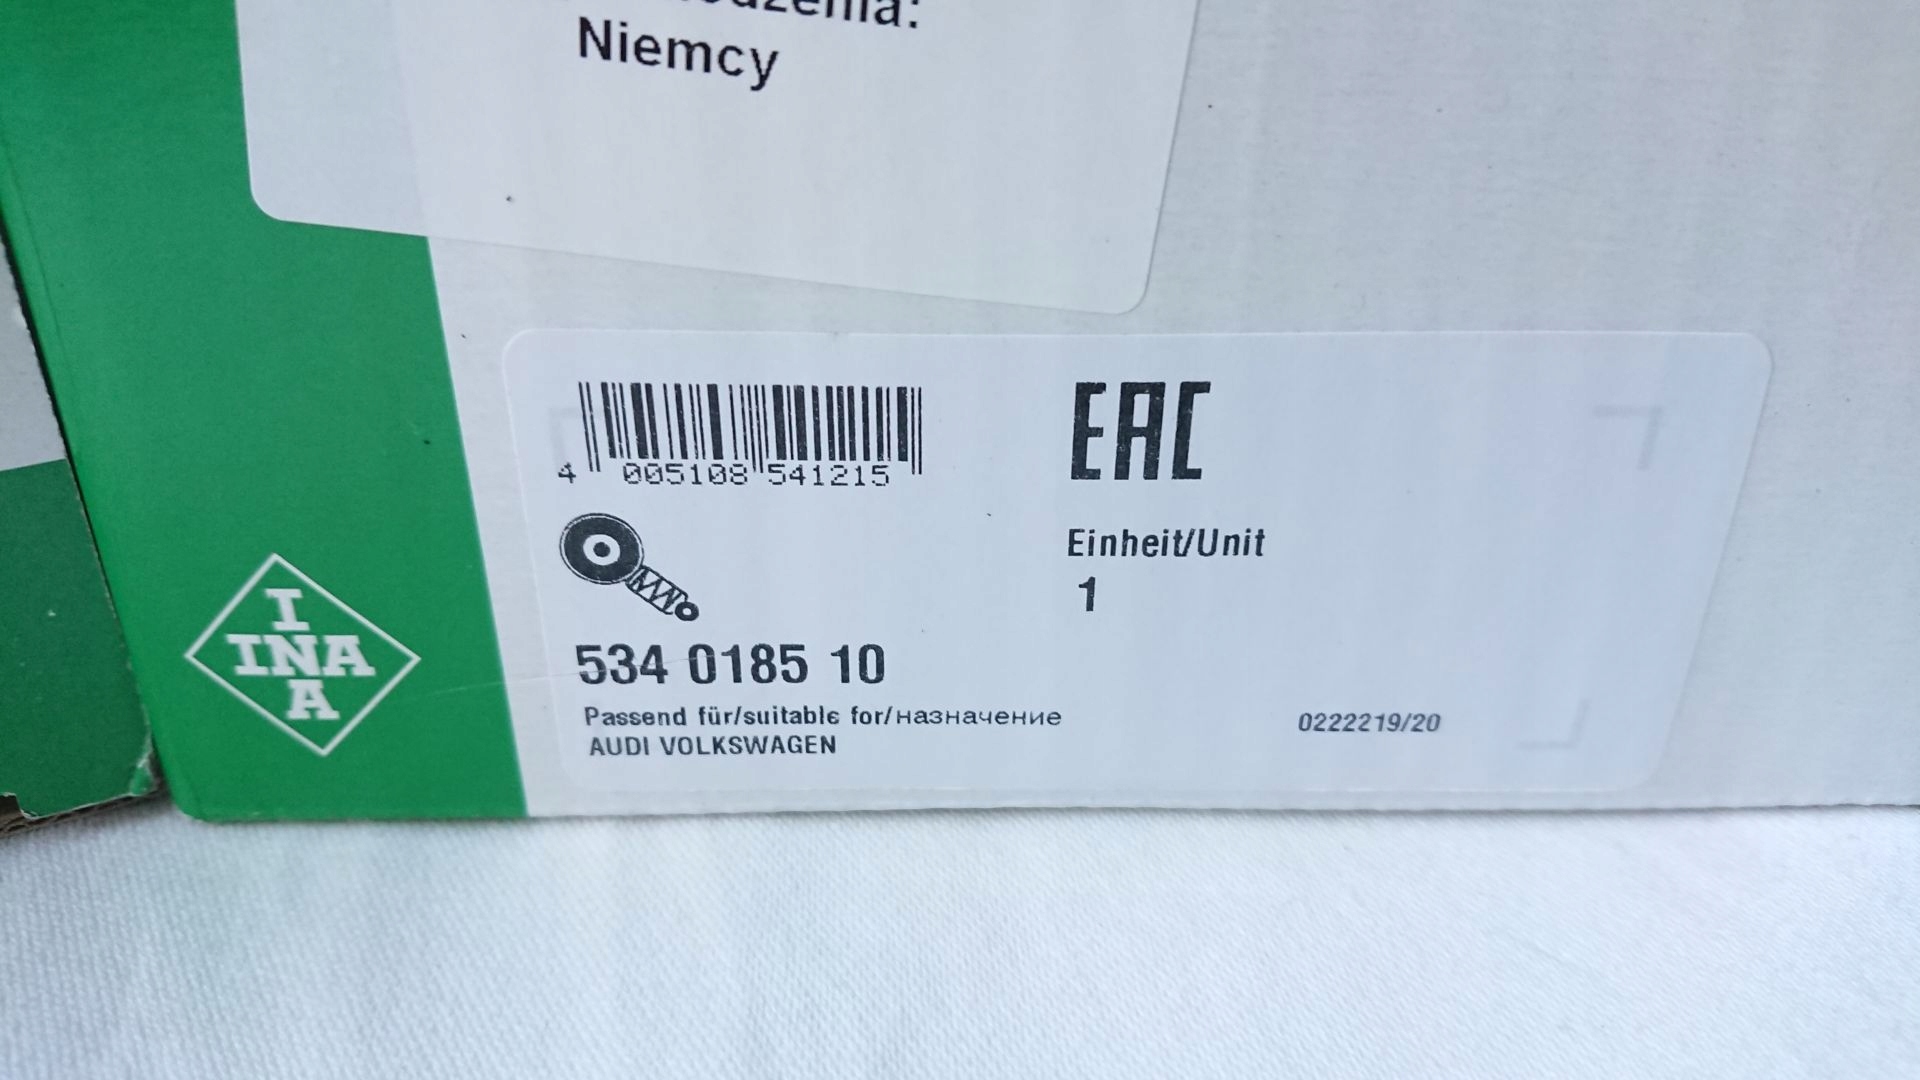 Niemcy
4 005108 541215
EAC
Einheit/Unit
1
534 0185 10
Passend für/suitable for/назначение
AUDI VOLKSWAGEN
0222219/20
I
INA
A